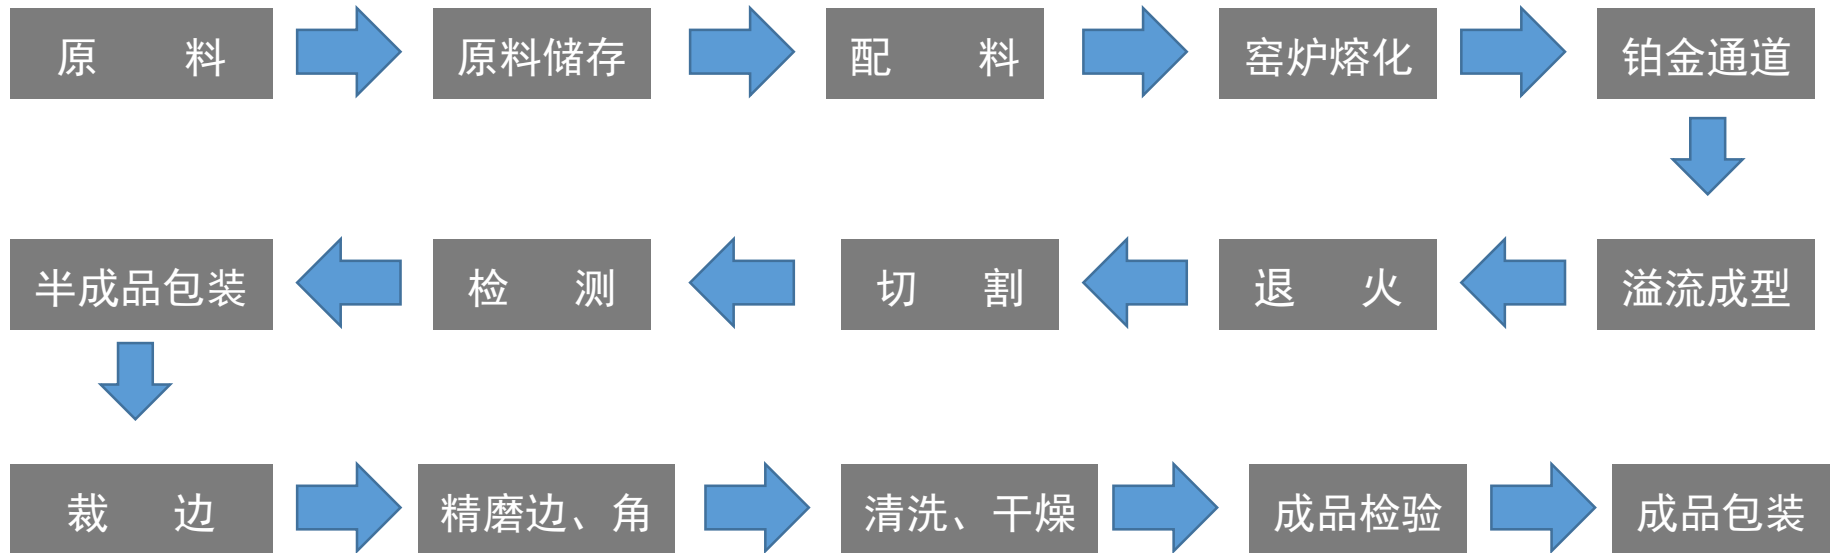 原 料
原料储存
配 料
窑炉熔化
铂金通道
溢流成型
退 火
切 割
检 测
半成品包装
裁 边
精磨边、角
清洗、干燥
成品检验
成品包装